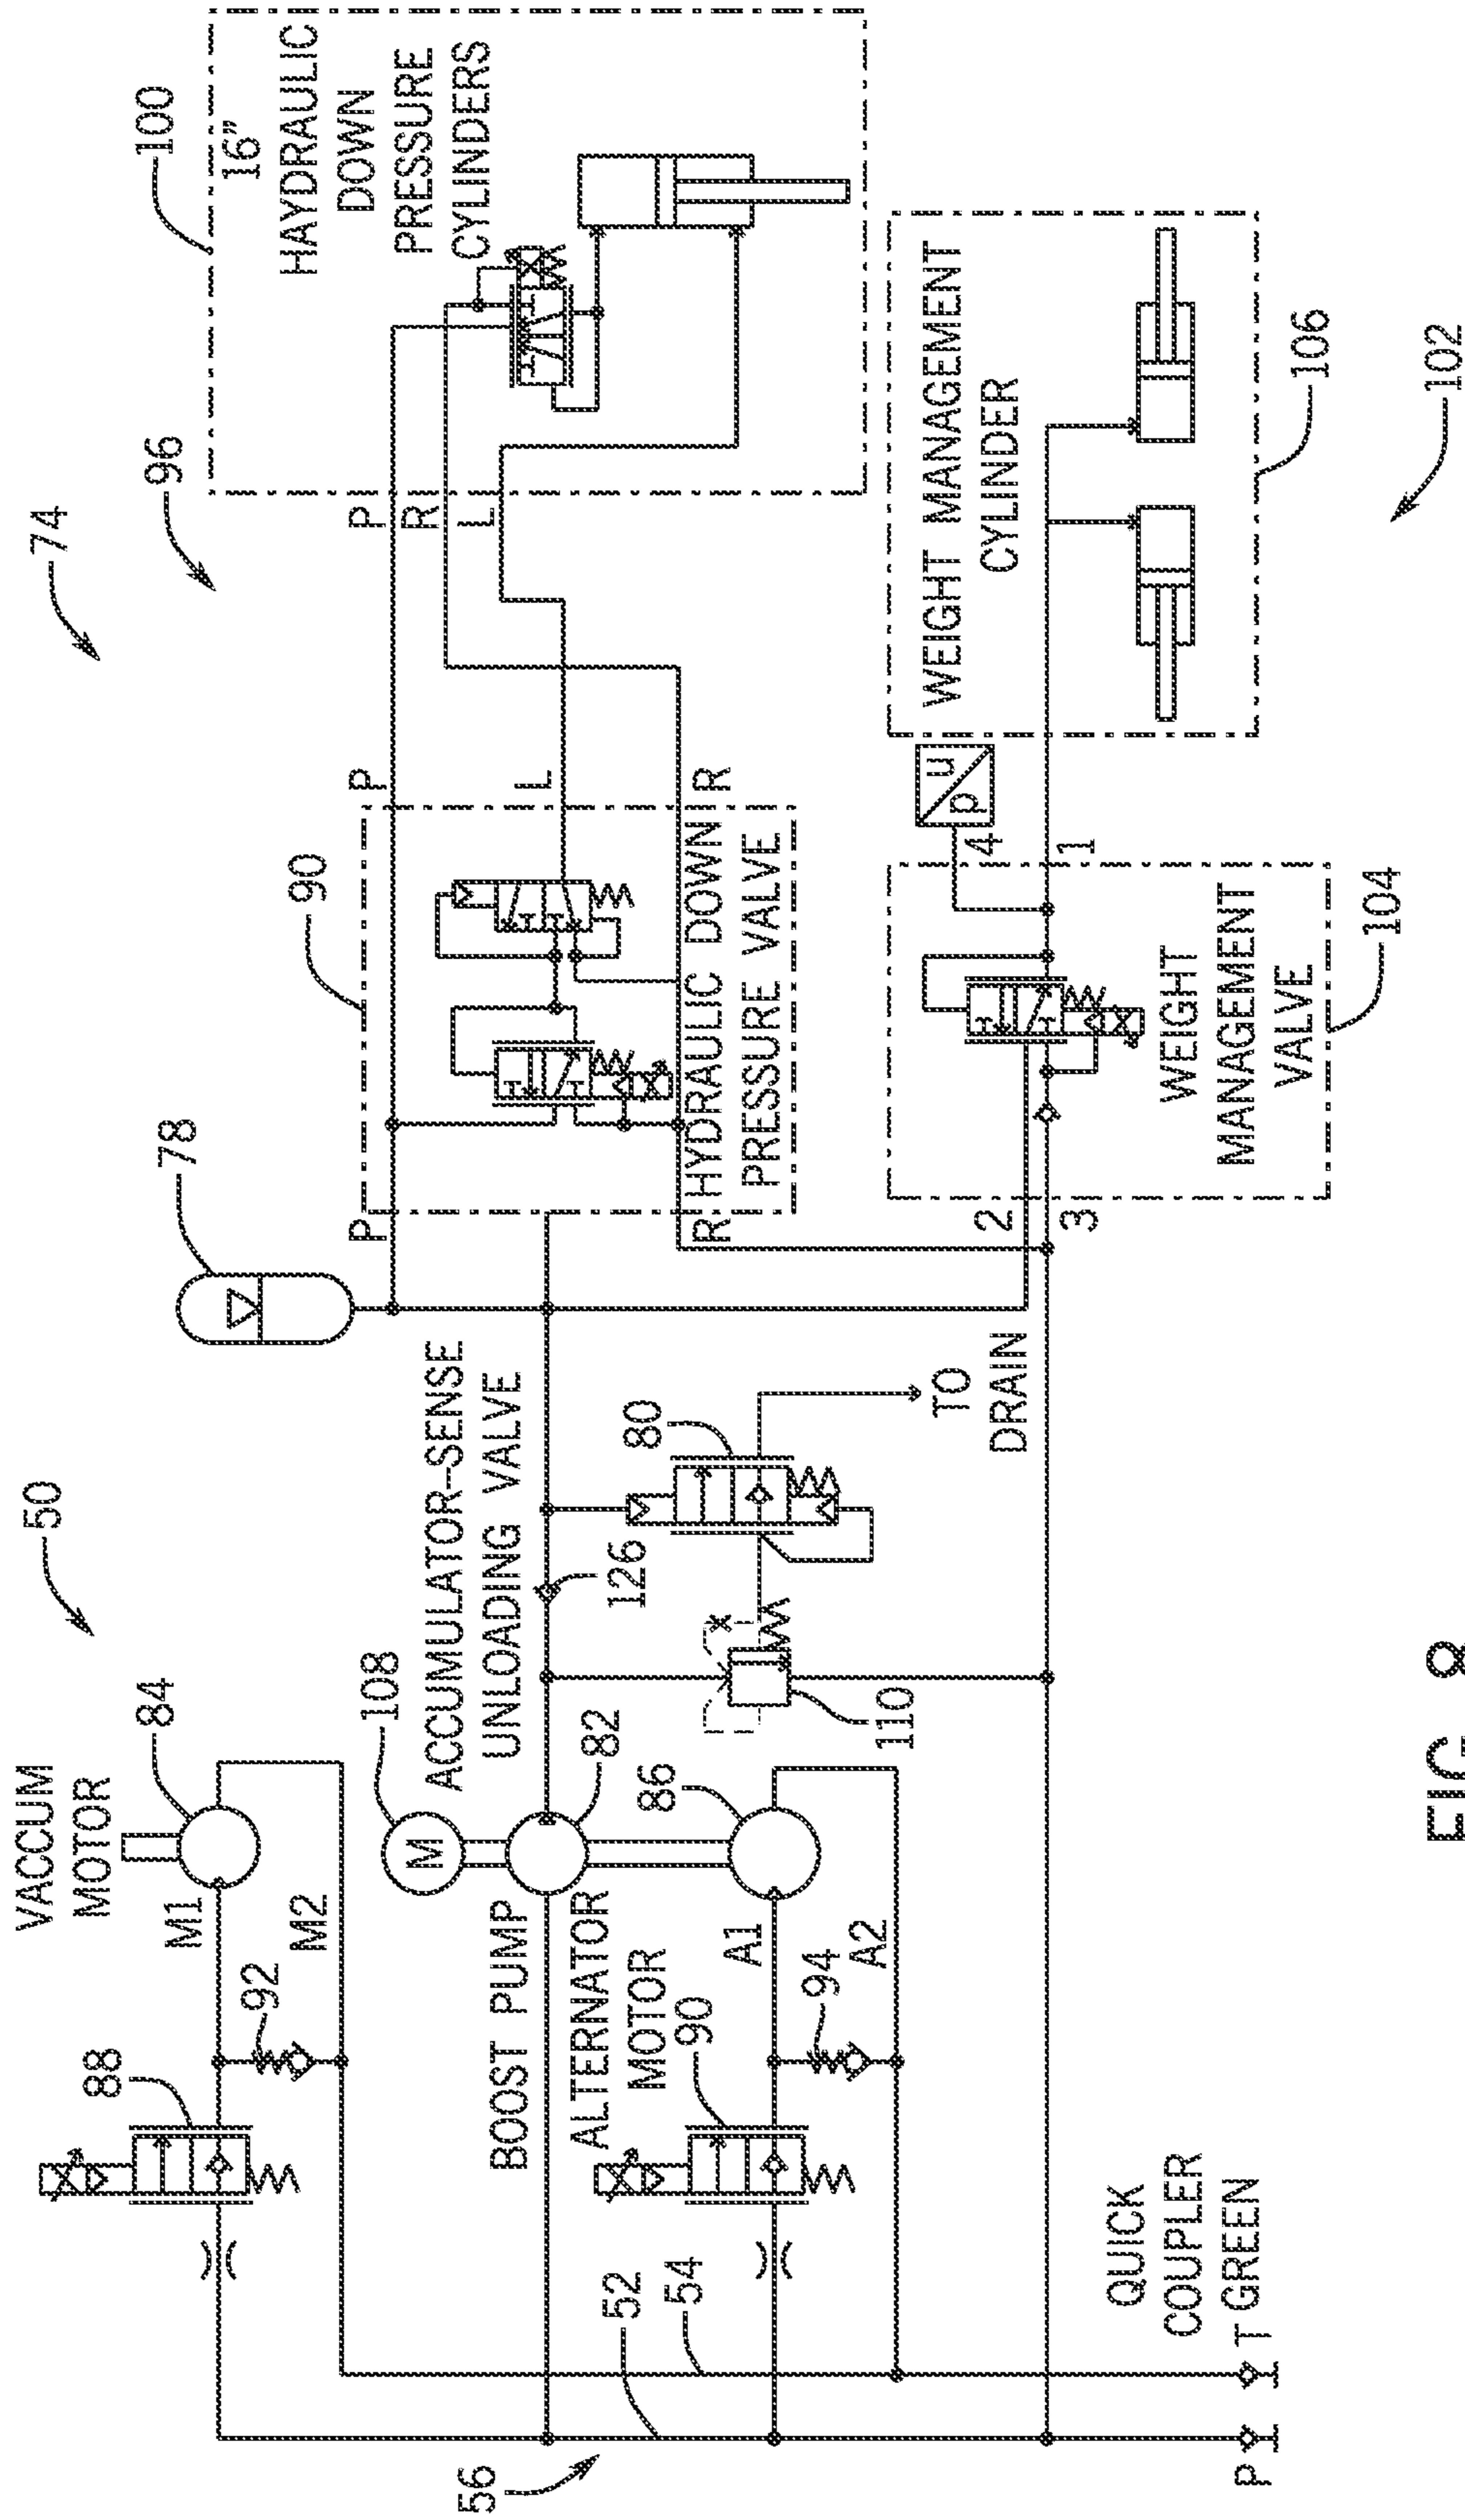 50
74
96
100
16”
HAYDRAULIC
DOWN
PRESSURE
CYLINDERS
VACCUM
MOTOR
84
M1
M2
88
92
108
M
BOOST PUMP
82
ALTERNATOR
MOTOR
86
90
A1
A2
94
52
54
56
ACCUMULATOR-SENSE
UNLOADING VALVE
126
80
110
TO
DRAIN
78
90
P
P
P
R
L
L
R
R
HYDRAULIC DOWN
PRESSURE VALVE
2
3
4
1
u
p
WEIGHT
MANAGEMENT
VALVE
104
WEIGHT MANAGEMENT
CYLINDER
106
102
QUICK
COUPLER
P T GREEN
FIG. 8